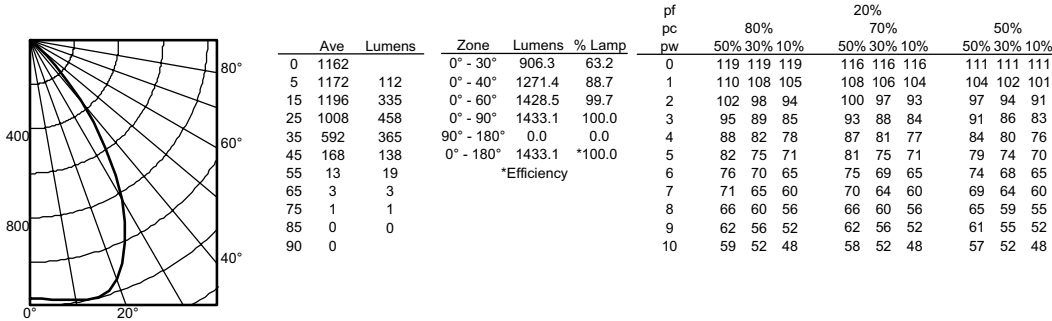 400
800
0°
20°
40°
60°
80°
Ave Lumens
0 1162
5 1172 112
15 1196 335
25 1008 458
35 592 365
45 168 138
55 13 19
65 3 3
75 1 1
85 0 0
90 0
Zone Lumens % Lamp
0° - 30° 906.3 63.2
0° - 40° 1271.4 88.7
0° - 60° 1428.5 99.7
0° - 90° 1433.1 100.0
90° - 180° 0.0 0.0
0° - 180° 1433.1 *100.0
*Efficiency
pf 20%
pc 80% 70% 50%
pw 50% 30% 10% 50% 30% 10% 50% 30% 10%
0 119 119 119 116 116 116 111 111 111
1 110 108 105 108 106 104 104 102 101
2 102 98 94 100 97 93 97 94 91
3 95 89 85 93 88 84 91 86 83
4 88 82 78 87 81 77 84 80 76
5 82 75 71 81 75 71 79 74 70
6 76 70 65 75 69 65 74 68 65
7 71 65 60 70 64 60 69 64 60
8 66 60 56 66 60 56 65 59 55
9 62 56 52 62 56 52 61 55 52
10 59 52 48 58 52 48 57 52 48